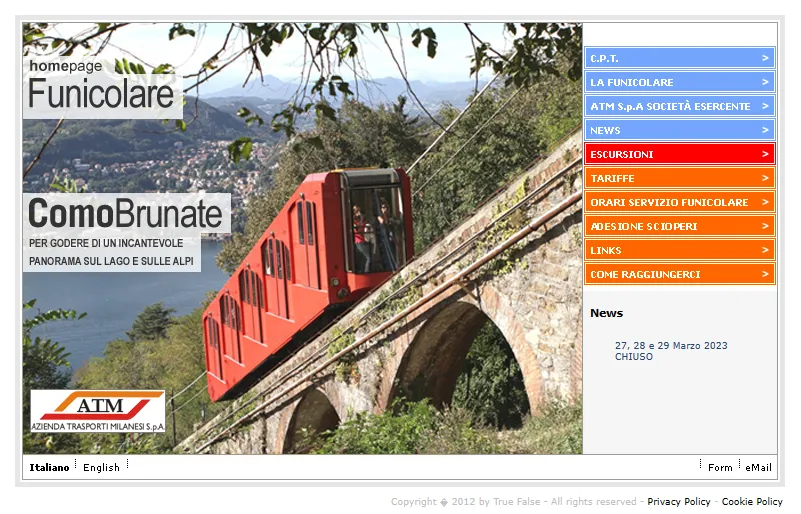 homepage
Funicolare
ComoBrunate
PER GODERE DI UN INCANTEVOLE
PANORAMA SUL LAGO E SULLE ALPI
ATM
AZIENDA TRASPORTI MILANESI S.p.A.
C.P.T. >
LA FUNICOLARE >
ATM S.p.A SOCIETÀ ESERCENTE >
NEWS >
ESCURSIONI >
TARIFFE >
ORARI SERVIZIO FUNICOLARE >
ADESIONE SCIOPERI >
LINKS >
COME RAGGIUNGERCI >
News
27, 28 e 29 Marzo 2023
CHIUSO
Italiano English Form eMail
Copyright � 2012 by True False - All rights reserved - Privacy Policy - Cookie Policy